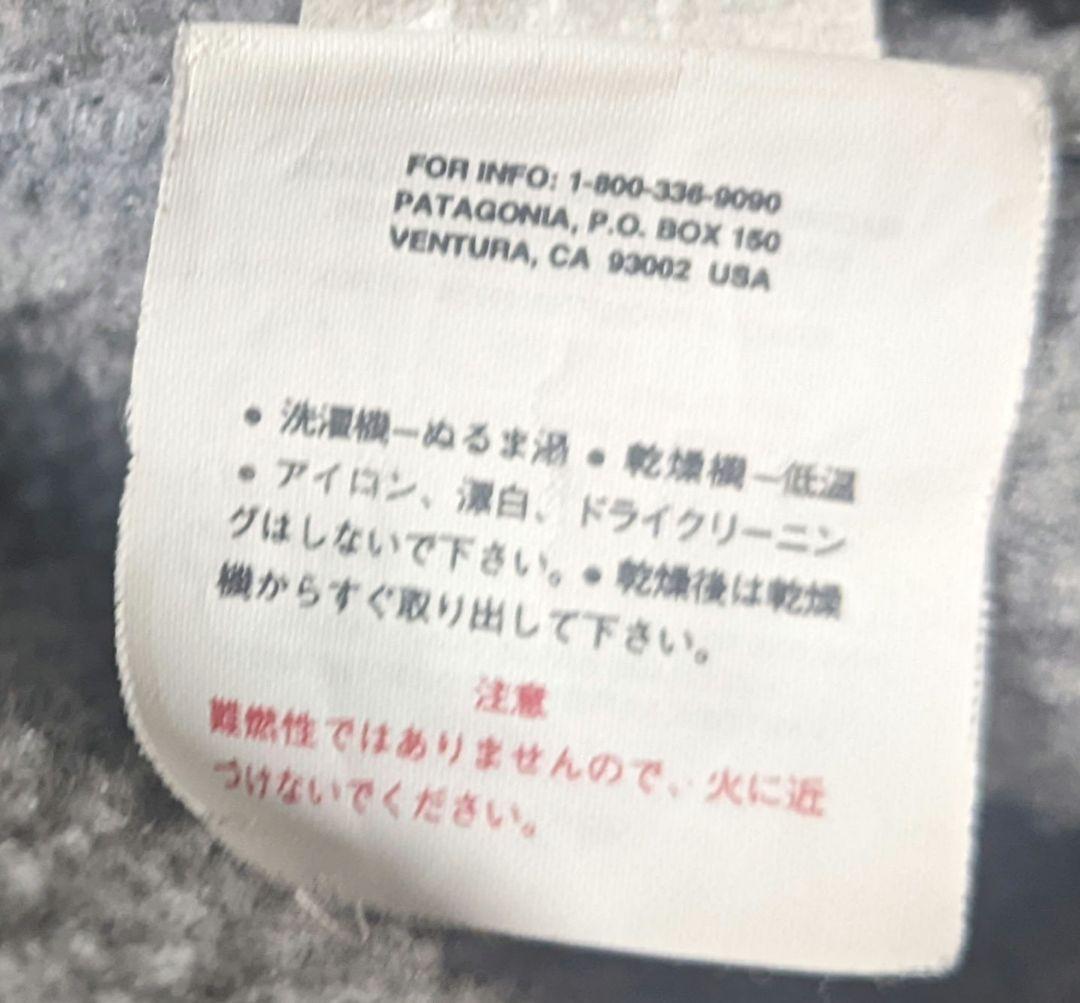 FOR INFO: 1-800-336-9090
PATAGONIA, P.O. BOX 150
VENTURA, CA 93002 USA
• 洗濯機—ぬるま湯 • 乾燥機—低温
• アイロン、漂白、ドライクリーニン
グはしないで下さい。• 乾燥後は乾燥
機からすぐ取り出して下さい。
注意
難燃性ではありませんので、火に近
づけないでください。